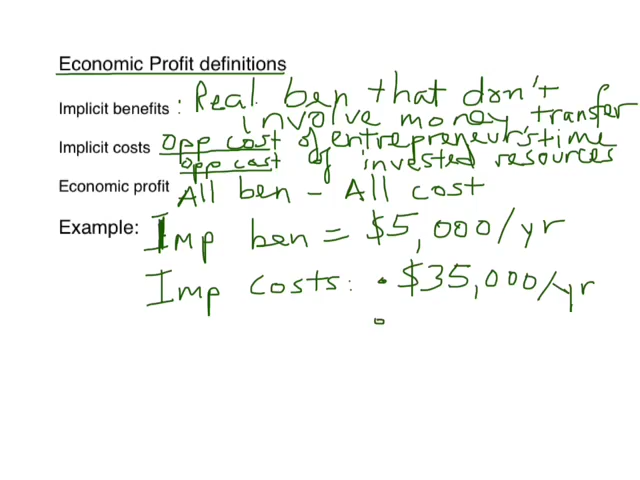 Economic Profit definitions
Implicit benefits : Real ben that don't
involve money transfer
Implicit costs opp cost of entrepreneur's time
opp cost of invested resources
Economic profit All ben - All cost
Example: Imp ben = $5,000/yr
Imp costs: • $35,000/yr
•